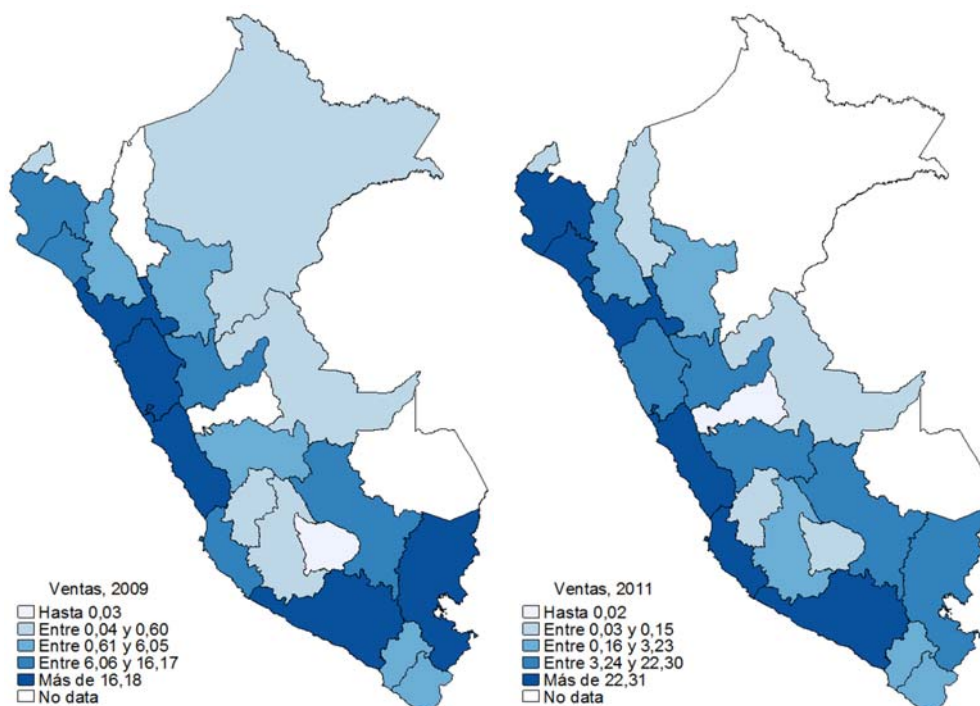 Ventas, 2009
Hasta 0,03
Entre 0,04 y 0,60
Entre 0,61 y 6,05
Entre 6,06 y 16,17
Más de 16,18
No data
Ventas, 2011
Hasta 0,02
Entre 0,03 y 0,15
Entre 0,16 y 3,23
Entre 3,24 y 22,30
Más de 22,31
No data